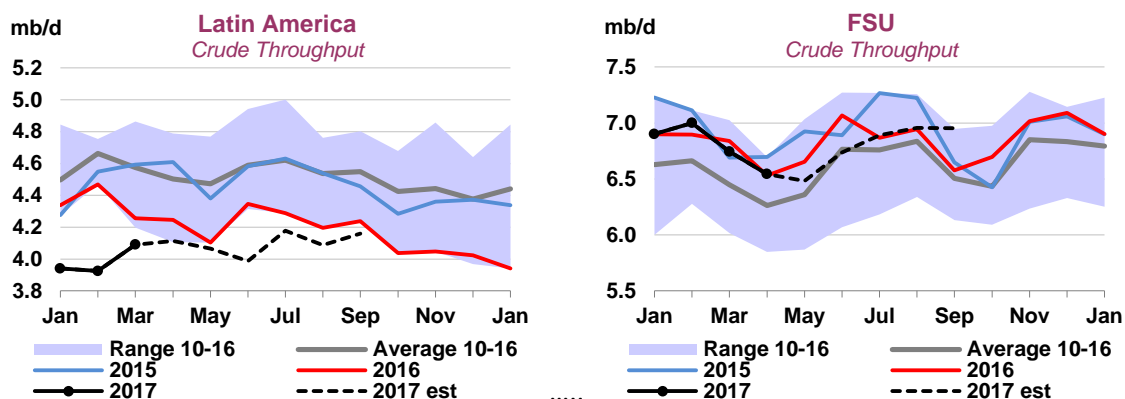 Latin America
Crude Throughput
mb/d
5.2
5.0
4.8
4.6
4.4
4.2
4.0
3.8
Jan Mar May Jul Sep Nov Jan
Range 10-16 Average 10-16
2015 2016
2017 2017 est
FSU
Crude Throughput
mb/d
7.5
7.0
6.5
6.0
5.5
Jan Mar May Jul Sep Nov Jan
Range 10-16 Average 10-16
2015 2016
2017 2017 est
.....